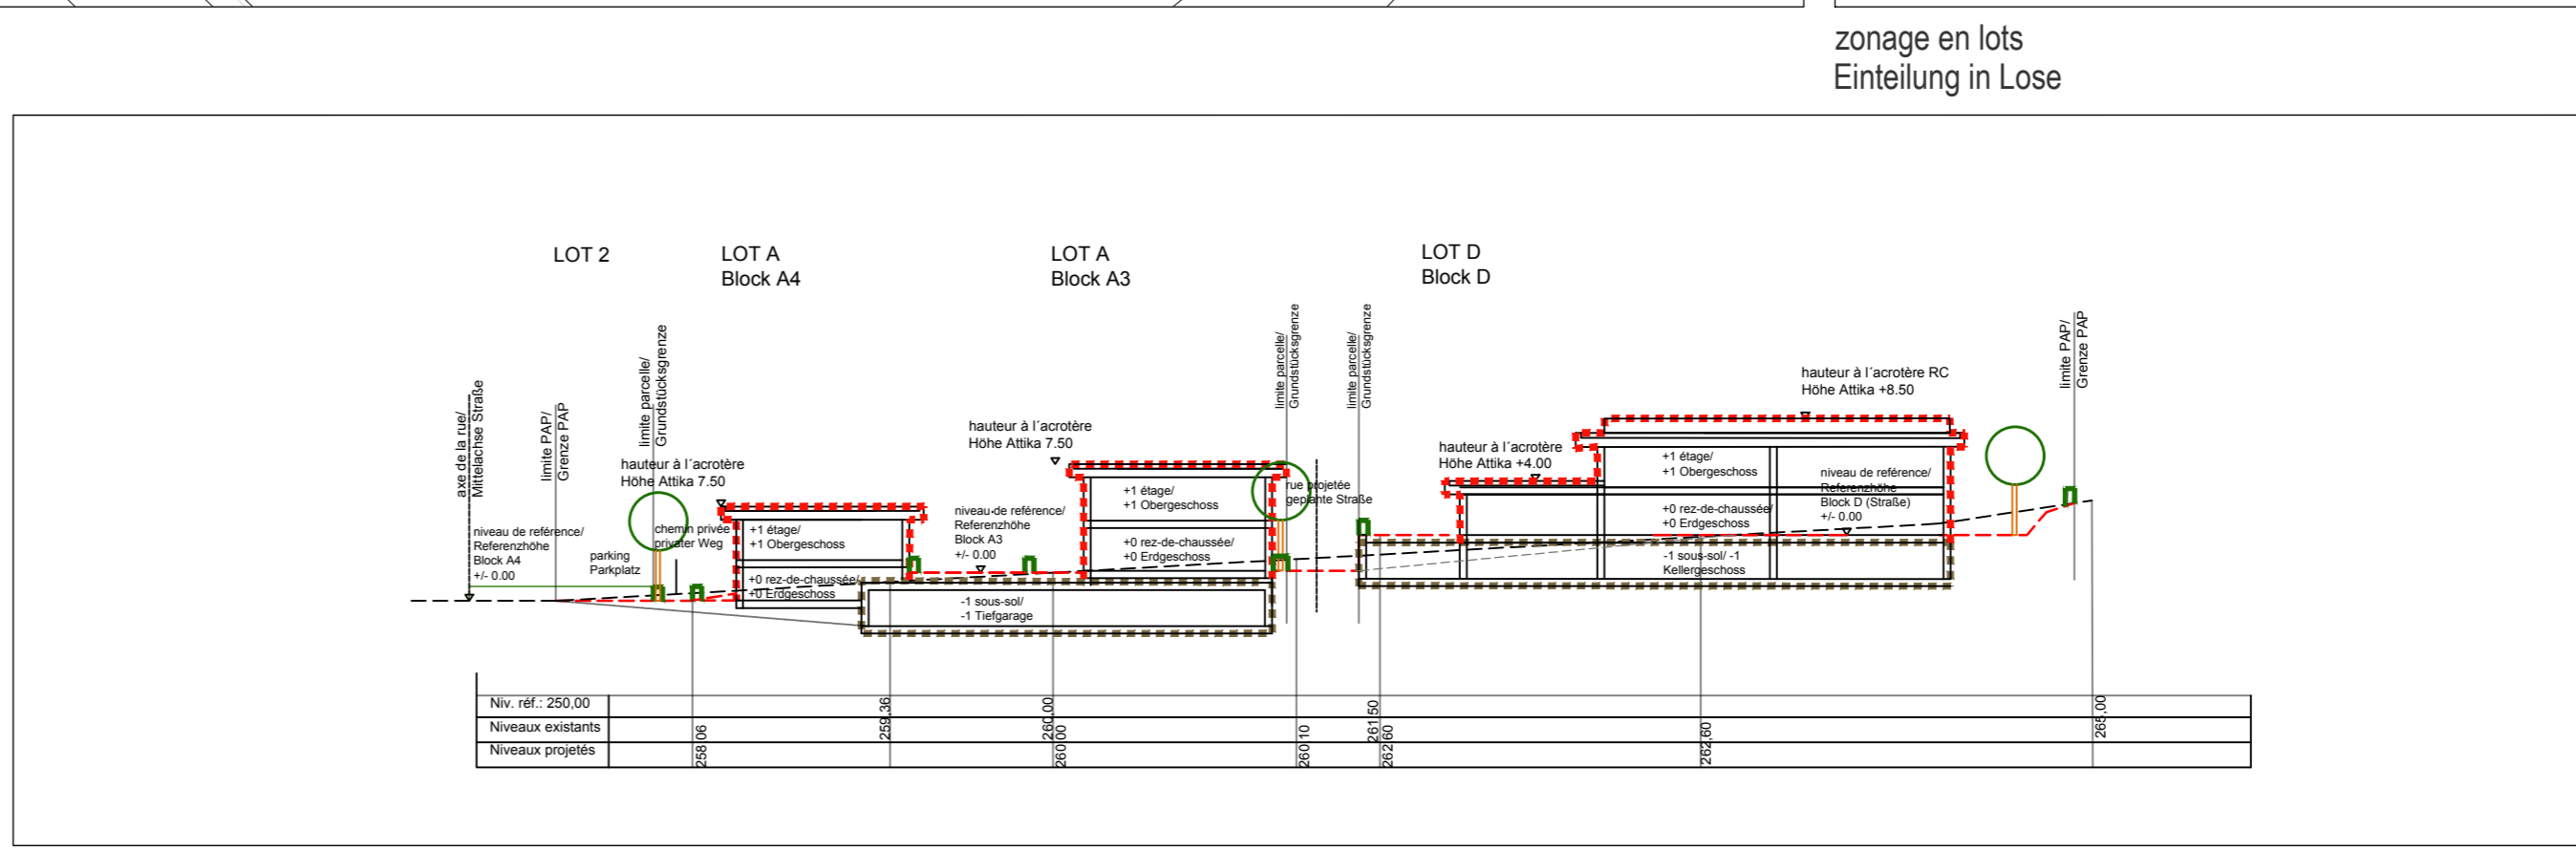 zonage en lots
Einteilung in Lose
LOT 2
LOT A
Block A4
LOT A
Block A3
LOT D
Block D
axe de la rue/
Mittelachse Straße
limite PAP/
Grenze PAP
limite parcelle/
Grundstücksgrenze
limite parcelle/
Grundstücksgrenze
limite parcelle/
Grundstücksgrenze
limite PAP/
Grenze PAP
hauteur à l´acrotère
Höhe Attika 7.50
hauteur à l´acrotère
Höhe Attika 7.50
hauteur à l´acrotère
Höhe Attika +4.00
hauteur à l´acrotère RC
Höhe Attika +8.50
niveau de reférence/
Referenzhöhe
Block A4
+/- 0.00
parking
Parkplatz
chemin privée
privater Weg
+1 étage/
+1 Obergeschoss
+0 rez-de-chaussée/
+0 Erdgeschoss
niveau de reférence/
Referenzhöhe
Block A3
+/- 0.00
-1 sous-sol/
-1 Tiefgarage
+1 étage/
+1 Obergeschoss
+0 rez-de-chaussée/
+0 Erdgeschoss
rue projetée
geplante Straße
+1 étage/
+1 Obergeschoss
+0 rez-de-chaussée/
+0 Erdgeschoss
-1 sous-sol/ -1
Kellergeschoss
niveau de reférence/
Referenzhöhe
Block D (Straße)
+/- 0.00
Niv. réf.: 250,00
Niveaux existants
259,36
260,00
261,50
265,00
Niveaux projetés
258,06
260,00
260,10
262,60
262,60